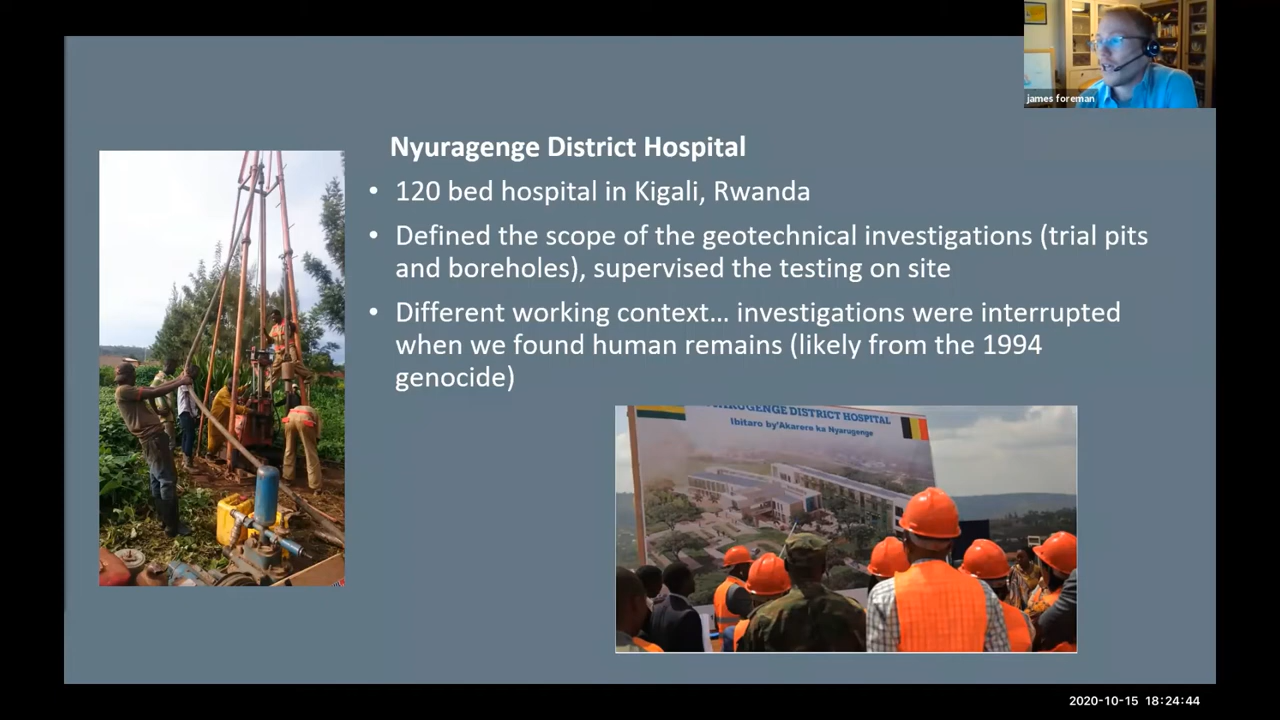 james foreman
Nyuragenge District Hospital
• 120 bed hospital in Kigali, Rwanda
• Defined the scope of the geotechnical investigations (trial pits
and boreholes), supervised the testing on site
• Different working context... investigations were interrupted
when we found human remains (likely from the 1994
genocide)
DISTRICT HOSPITAL
Ibitaro by'Akarere ka Nyarugenge
2020-10-15 18:24:44